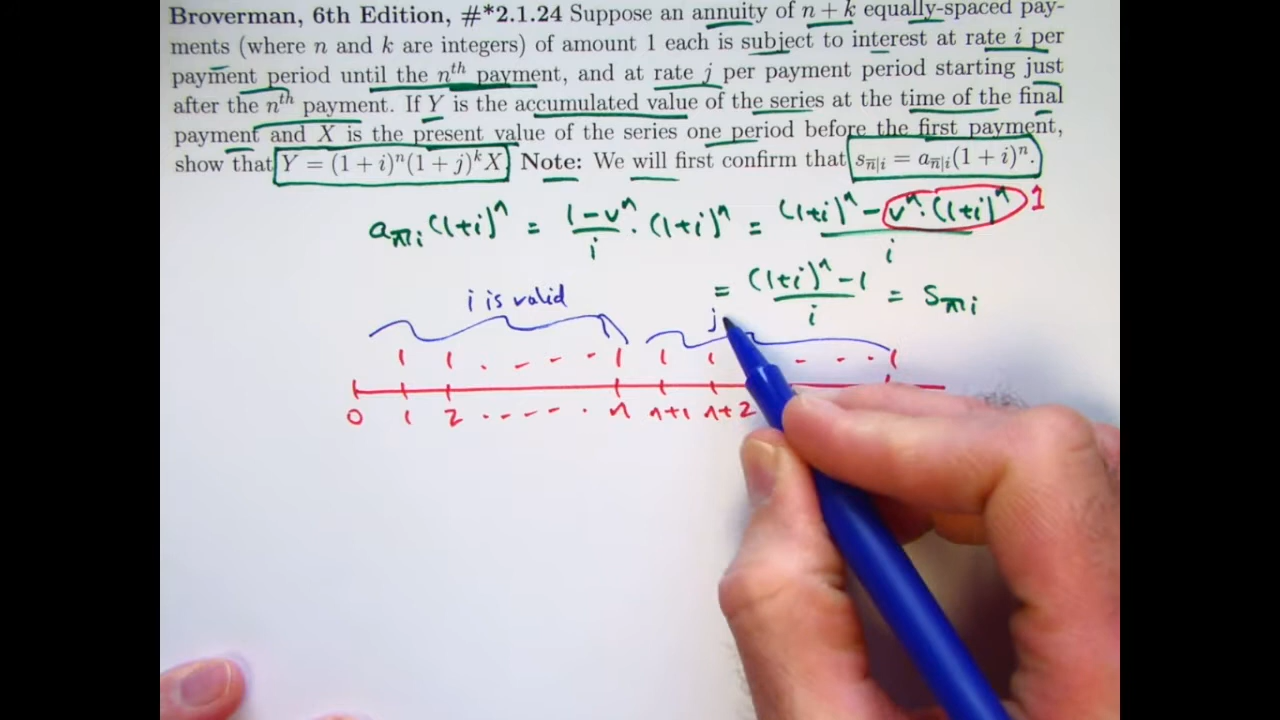 Broverman, 6th Edition, #*2.1.24 Suppose an annuity of n + k equally-spaced pay-
ments (where n and k are integers) of amount 1 each is subject to interest at rate i per
payment period until the nth payment, and at rate j per payment period starting just
after the nth payment. If Y is the accumulated value of the series at the time of the final
payment and X is the present value of the series one period before the first payment,
show that Y = (1 + i)^n(1 + j)^kX. Note: We will first confirm that s_n̅|i = a_n̅|i(1 + i)^n.
a_n̅|i (1+i)^n = (1-v^n)/i · (1+i)^n = ((1+i)^n - v^n·(1+i)^n)/i 1
= ((1+i)^n - 1)/i = s_n̅|i
i is valid j
1 1 . - - - - 1 1 1 - - . 1
0 1 2 . - - - - . n n+1 n+2